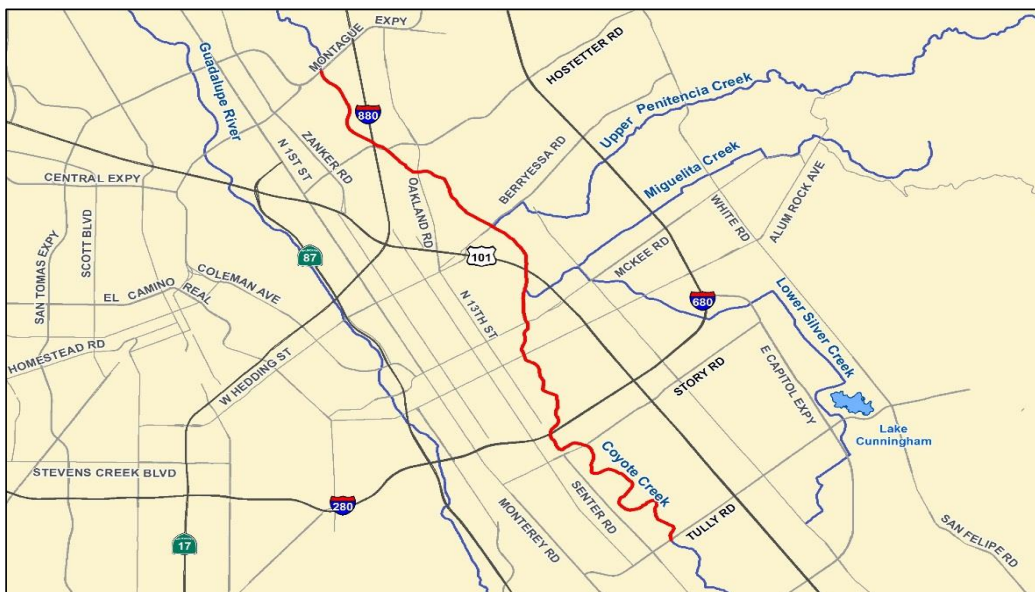 MONTAGUE EXPY
HOSTETTER RD
Guadalupe River
880
Upper Penitencia Creek
ZANKER RD
N 1ST ST
BERRYESSA RD
Miguelita Creek
CENTRAL EXPY
OAKLAND RD
WHITE RD
ALUM ROCK AVE
SAN TOMAS EXPY
SCOTT BLVD
87
101
MCKEE RD
COLEMAN AVE
EL CAMINO REAL
N 13TH ST
680
Lower Silver Creek
HOMESTEAD RD
W HEDDING ST
STORY RD
E CAPITOL EXPY
Lake
Cunningham
STEVENS CREEK BLVD
Coyote Creek
280
MONTEREY RD
SENTER RD
TULLY RD
SAN FELIPE RD
17